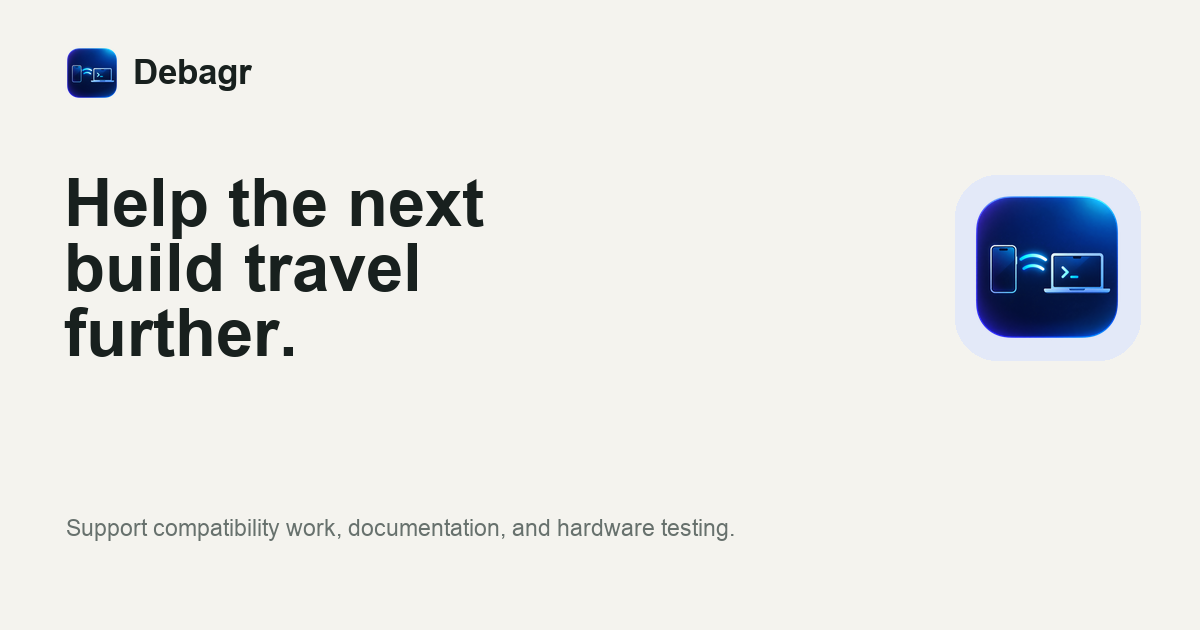 Debagr
Help the next
build travel
further.
Support compatibility work, documentation, and hardware testing.